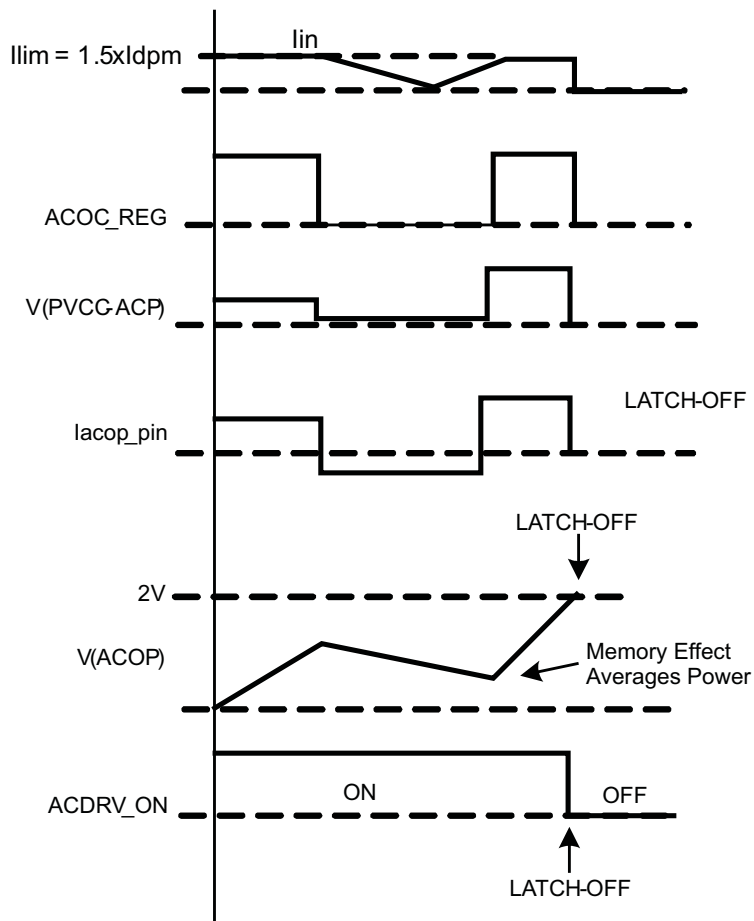 Iin
Ilim = 1.5xIdpm
ACOC_REG
V(PVCC-ACP)
LATCH-OFF
Iacop_pin
LATCH-OFF
2V
V(ACOP)
Memory Effect
Averages Power
ON
OFF
ACDRV_ON
LATCH-OFF